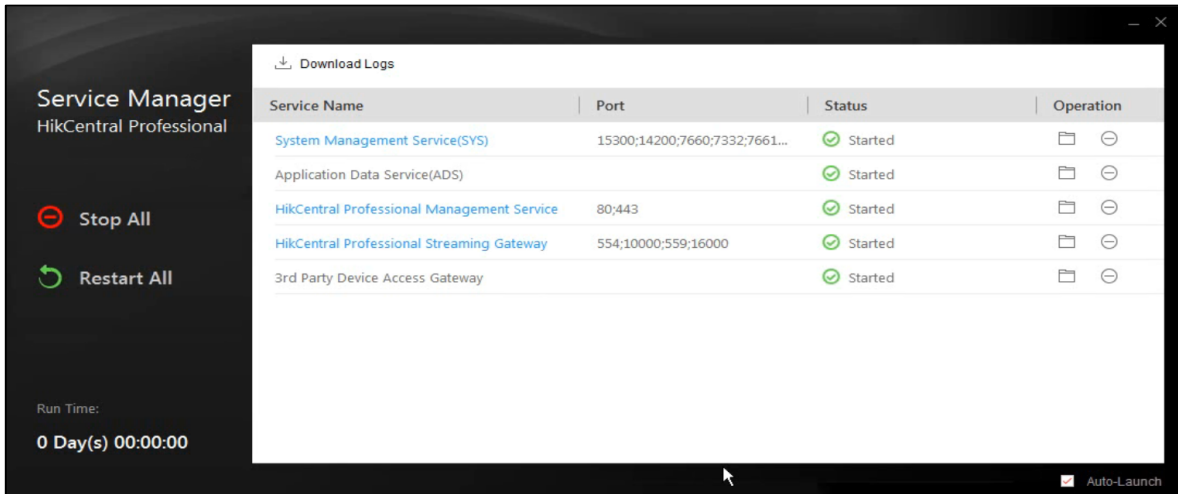 Download Logs
Service Manager
HikCentral Professional
Service Name Port Status Operation
System Management Service(SYS) 15300;14200;7660;7332;7661... Started
Application Data Service(ADS) Started
HikCentral Professional Management Service 80;443 Started
HikCentral Professional Streaming Gateway 554;10000;559;16000 Started
3rd Party Device Access Gateway Started
Stop All
Restart All
Run Time:
0 Day(s) 00:00:00
Auto-Launch